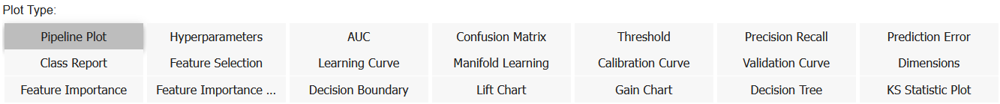 Plot Type:
Pipeline Plot Hyperparameters AUC Confusion Matrix Threshold Precision Recall Prediction Error
Class Report Feature Selection Learning Curve Manifold Learning Calibration Curve Validation Curve Dimensions
Feature Importance Feature Importance ... Decision Boundary Lift Chart Gain Chart Decision Tree KS Statistic Plot